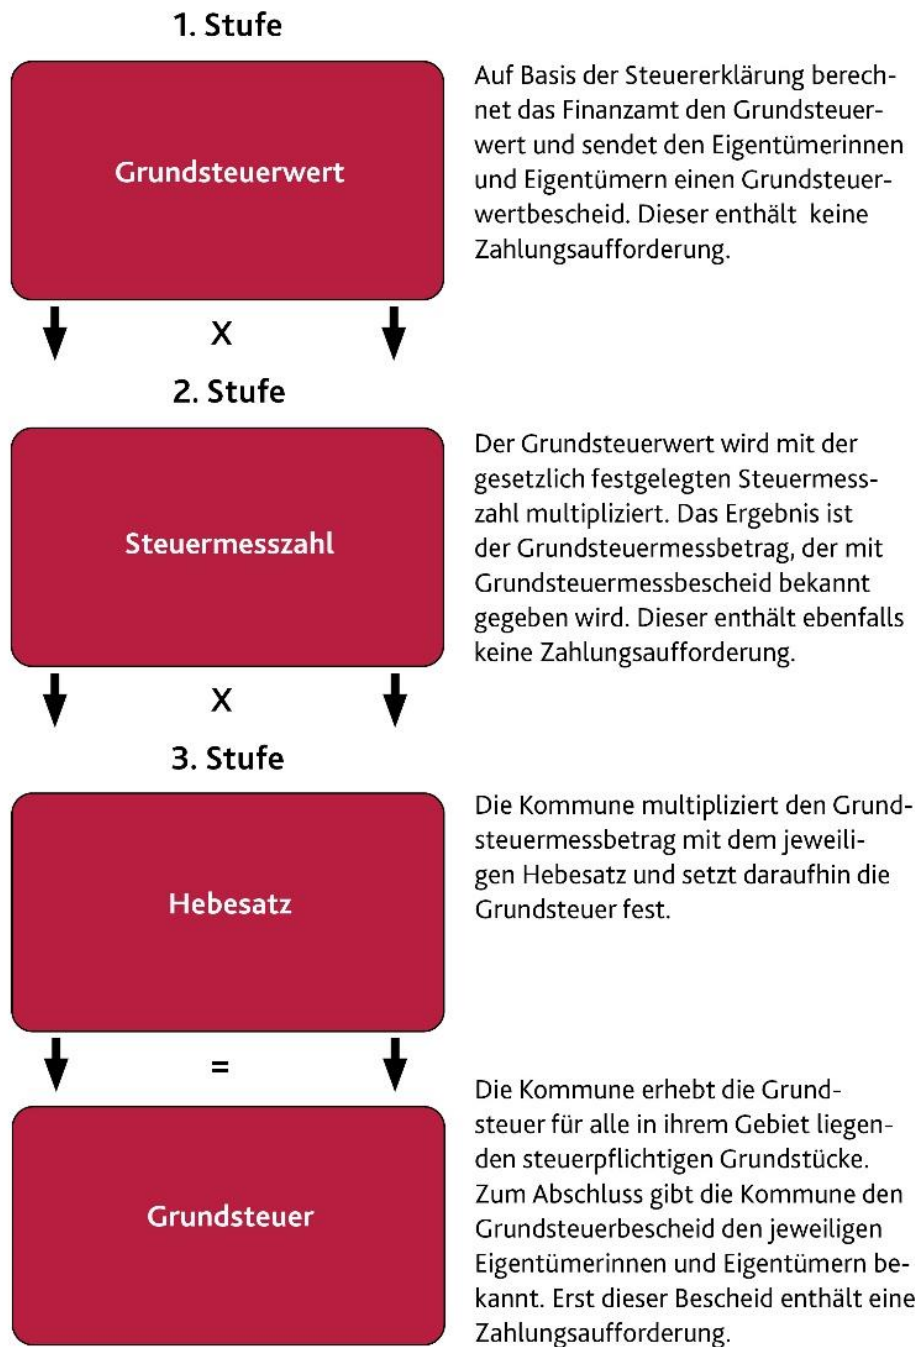 1. Stufe
Grundsteuerwert
Auf Basis der Steuererklärung berech-
net das Finanzamt den Grundsteuer-
wert und sendet den Eigentümerinnen
und Eigentümern einen Grundsteuer-
wertbescheid. Dieser enthält keine
Zahlungsaufforderung.
X
2. Stufe
Steuermesszahl
Der Grundsteuerwert wird mit der
gesetzlich festgelegten Steuermess-
zahl multipliziert. Das Ergebnis ist
der Grundsteuermessbetrag, der mit
Grundsteuermessbescheid bekannt
gegeben wird. Dieser enthält ebenfalls
keine Zahlungsaufforderung.
X
3. Stufe
Hebesatz
Die Kommune multipliziert den Grund-
steuermessbetrag mit dem jeweili-
gen Hebesatz und setzt daraufhin die
Grundsteuer fest.
=
Grundsteuer
Die Kommune erhebt die Grund-
steuer für alle in ihrem Gebiet liegen-
den steuerpflichtigen Grundstücke.
Zum Abschluss gibt die Kommune den
Grundsteuerbescheid den jeweiligen
Eigentümerinnen und Eigentümern be-
kannt. Erst dieser Bescheid enthält eine
Zahlungsaufforderung.